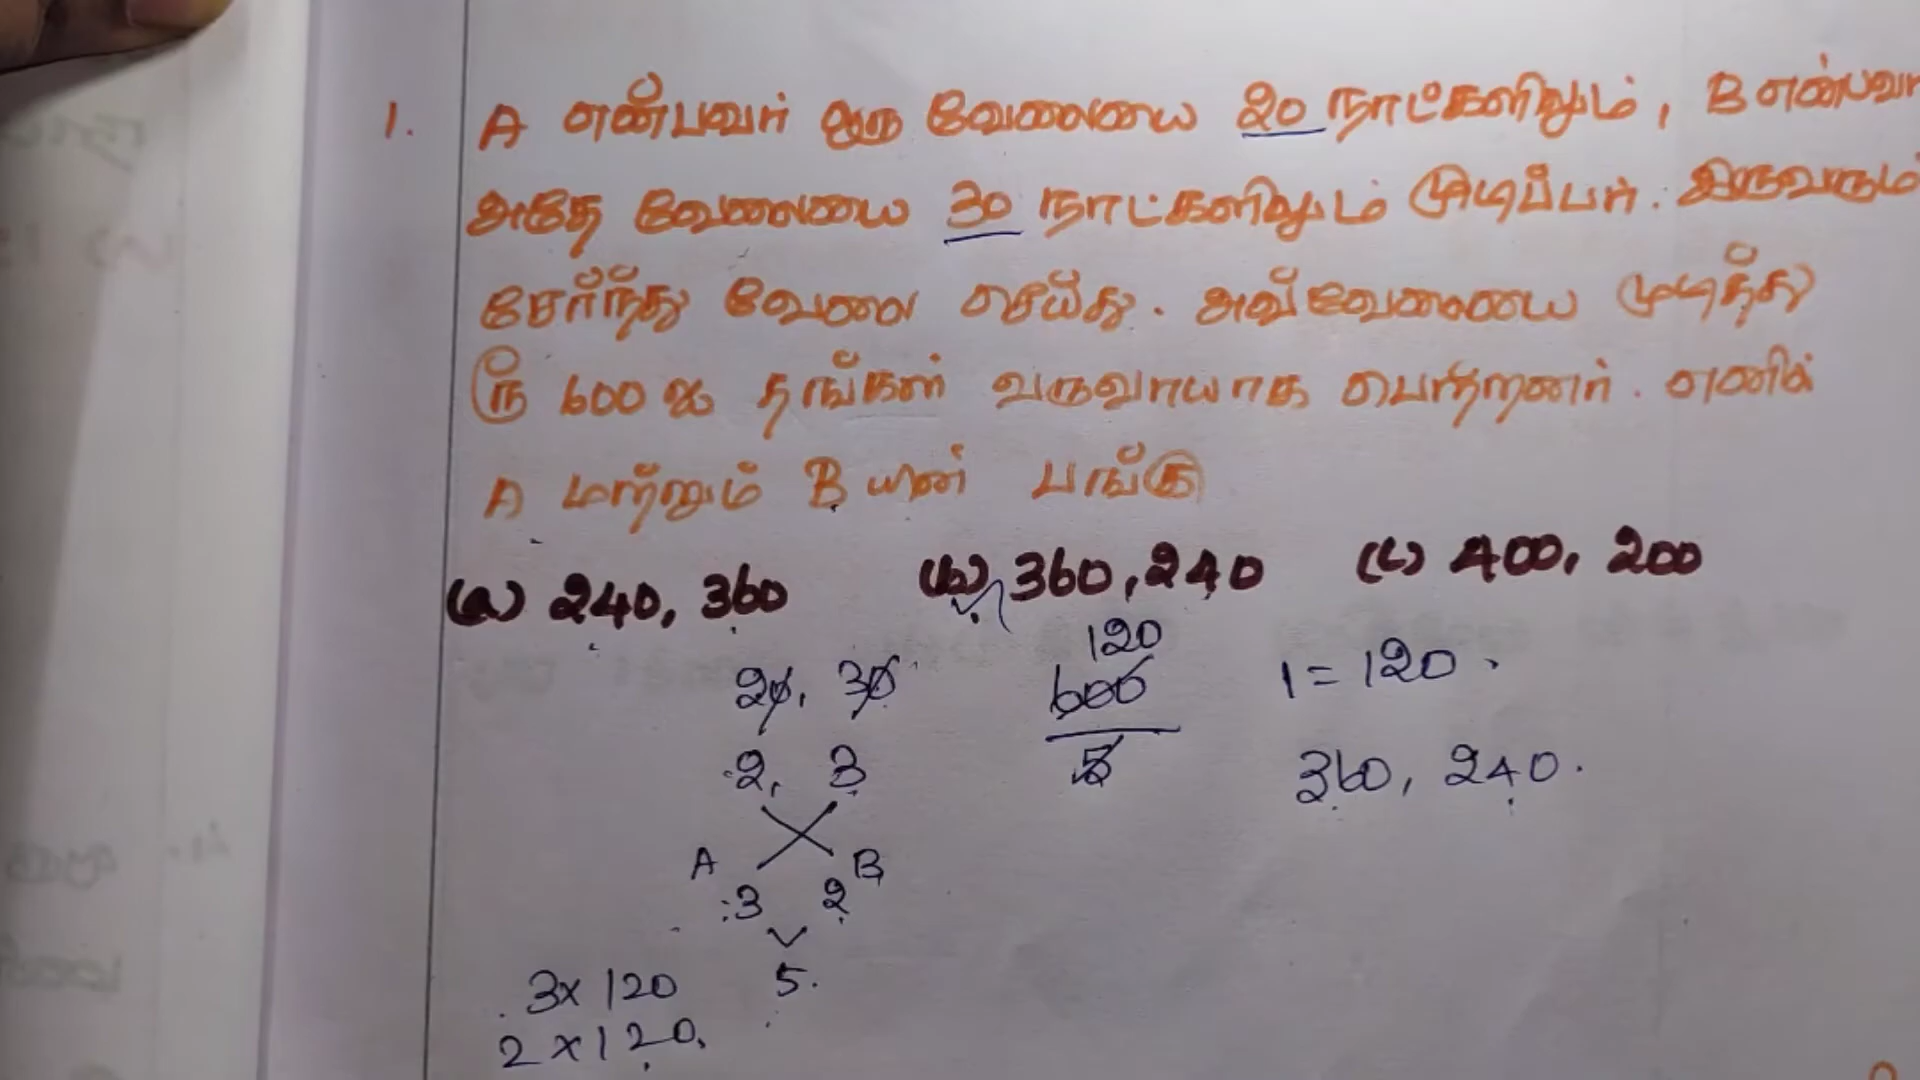 1. A என்பவர் ஒரு வேலையை 20 நாட்களிலும், B என்பவர்
அதே வேலையை 30 நாட்களிலும் முடிப்பர். இருவரும்
சேர்ந்து வேலை செய்து. அவ்வேலையை முடித்து
ரூ 600 ஐ தங்கள் வருவாயாக பெற்றனர். எனில்
A மற்றும் B யின் பங்கு
(a) 240, 360 (b) 360, 240 (c) 400, 200
20, 30
2, 3
A B
3 2
5.
3x 120
2 x 120.
120
600
5
1 = 120.
360, 240.